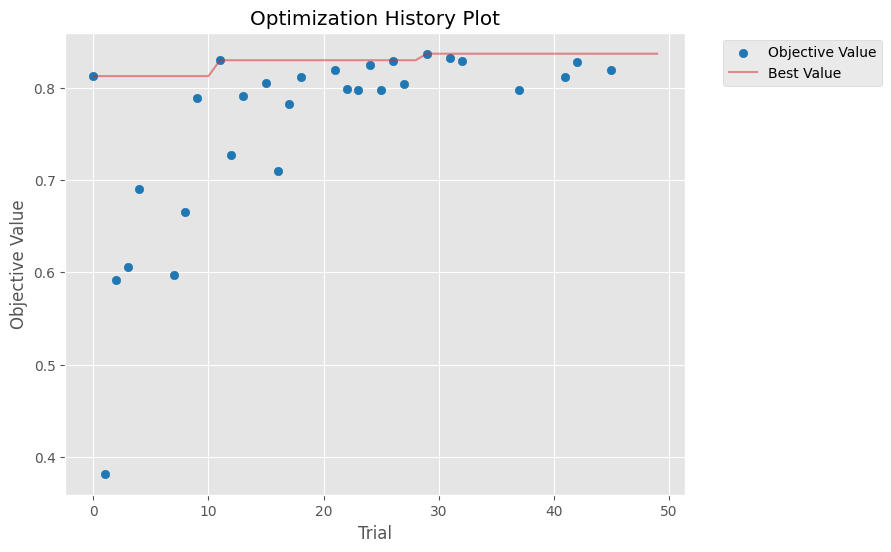 Optimization History Plot
Objective Value
Best Value
Objective Value
0.8
0.7
0.6
0.5
0.4
0 10 20 30 40 50
Trial